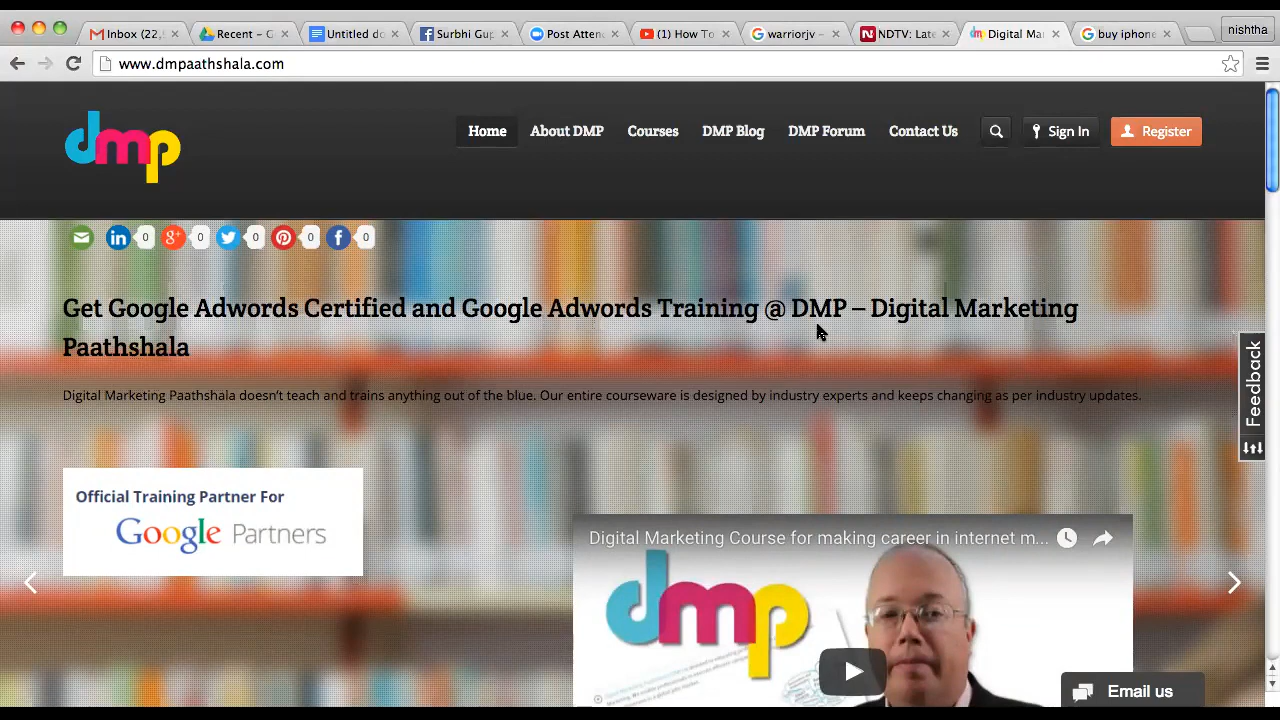 Inbox (22,
Recent – G
Untitled do
Surbhi Gup
Post Atten
(1) How To
warriorjv –
NDTV: Late
Digital Mar
buy iphone
nishtha
www.dmpaathshala.com
dmp
Home
About DMP
Courses
DMP Blog
DMP Forum
Contact Us
Sign In
Register
0
0
0
0
0
Get Google Adwords Certified and Google Adwords Training @ DMP – Digital Marketing
Paathshala
Digital Marketing Paathshala doesn't teach and trains anything out of the blue. Our entire courseware is designed by industry experts and keeps changing as per industry updates.
Feedback
Official Training Partner For
Google Partners
Digital Marketing Course for making career in internet m...
dmp
Email us